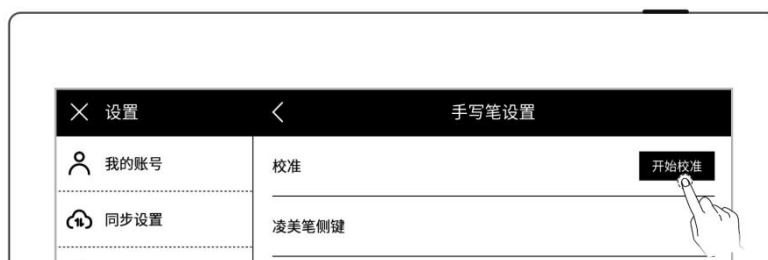 设置
手写笔设置
我的账号
校准
开始校准
同步设置
凌美笔侧键